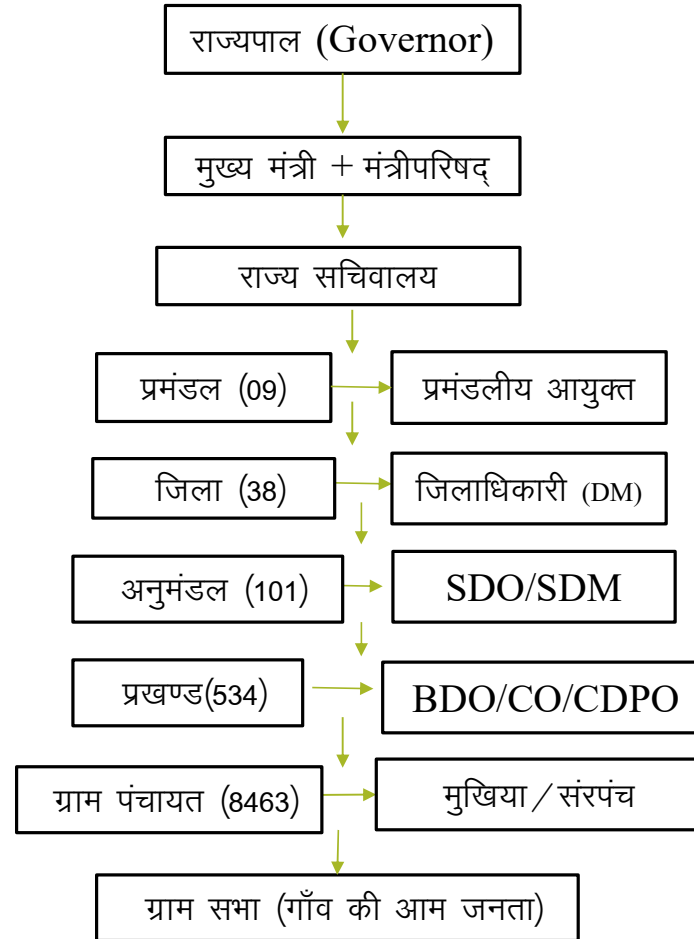 राज्यपाल (Governor)
मुख्य मंत्री + मंत्रीपरिषद्
राज्य सचिवालय
प्रमंडल (09) प्रमंडलीय आयुक्त
जिला (38) जिलाधिकारी (DM)
अनुमंडल (101) SDO/SDM
प्रखण्ड(534) BDO/CO/CDPO
ग्राम पंचायत (8463) मुखिया/संरपंच
ग्राम सभा (गाँव की आम जनता)